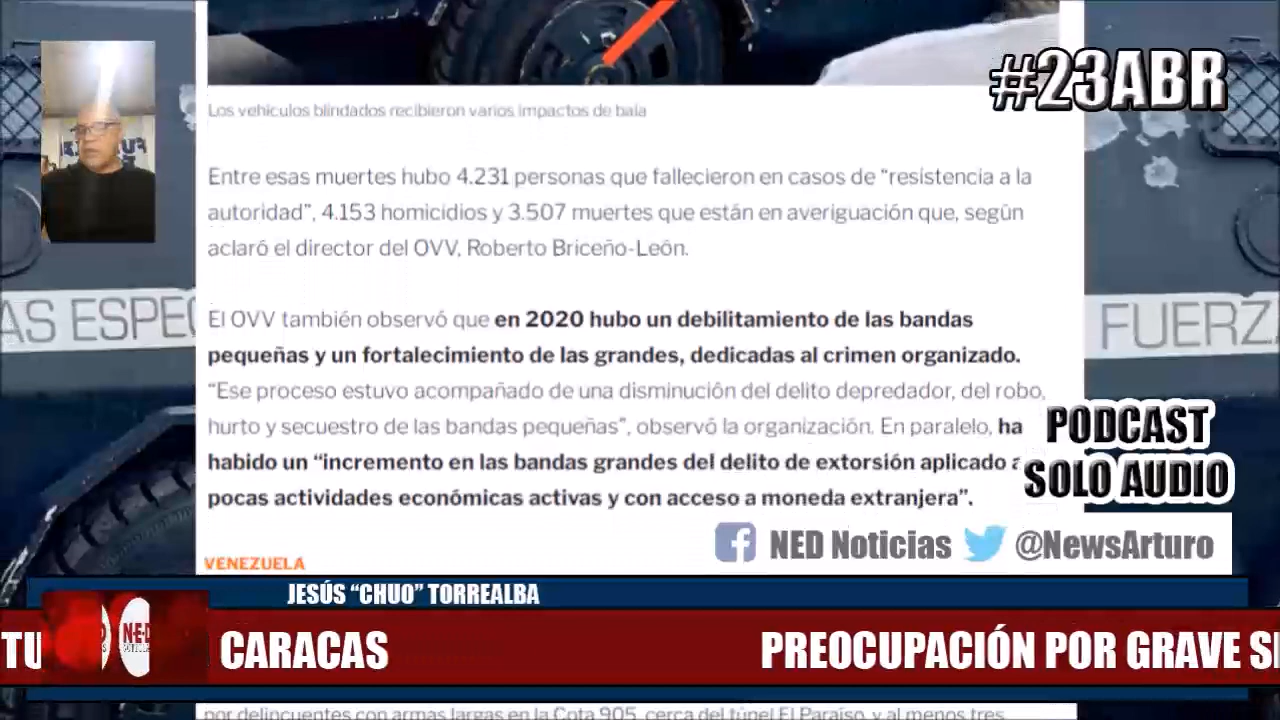 #23ABR
Los vehículos blindados recibieron varios impactos de bala
Entre esas muertes hubo 4.231 personas que fallecieron en casos de “resistencia a la
autoridad”, 4.153 homicidios y 3.507 muertes que están en averiguación que, según
aclaró el director del OVV, Roberto Briceño-León.
AS ESPEC
FUERZA
El OVV también observó que en 2020 hubo un debilitamiento de las bandas
pequeñas y un fortalecimiento de las grandes, dedicadas al crimen organizado.
“Ese proceso estuvo acompañado de una disminución del delito depredador, del robo,
hurto y secuestro de las bandas pequeñas”, observó la organización. En paralelo, ha
habido un “incremento en las bandas grandes del delito de extorsión aplicado a
pocas actividades económicas activas y con acceso a moneda extranjera”.
PODCAST
SOLO AUDIO
NED Noticias @NewsArturo
VENEZUELA
JESÚS “CHUO” TORREALBA
TU N-E-D CARACAS PREOCUPACIÓN POR GRAVE SI
por delincuentes con armas largas en la Cota 905, cerca del túnel El Paraíso, y al menos tres